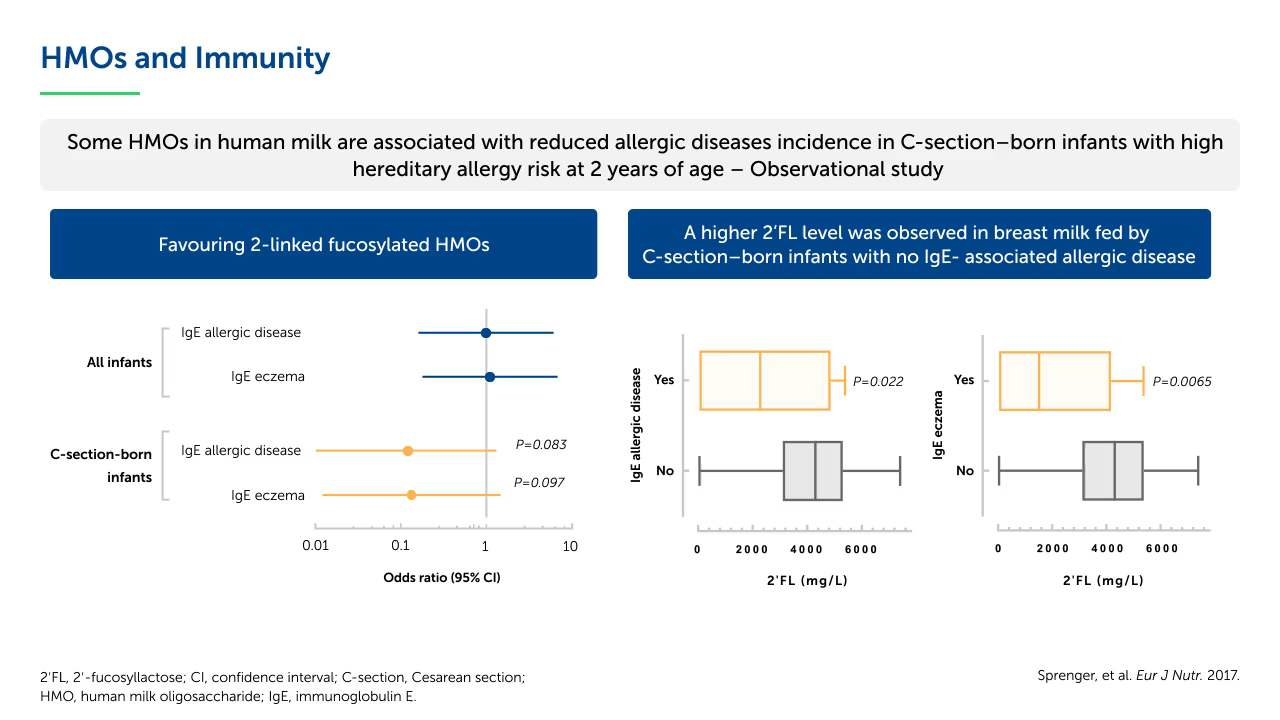 HMOs and Immunity
Some HMOs in human milk are associated with reduced allergic diseases incidence in C-section–born infants with high
hereditary allergy risk at 2 years of age – Observational study
Favouring 2-linked fucosylated HMOs
All infants
IgE allergic disease
IgE eczema
C-section-born
infants
IgE allergic disease
P=0.083
IgE eczema
P=0.097
0.01 0.1 1 10
Odds ratio (95% CI)
A higher 2’FL level was observed in breast milk fed by
C-section–born infants with no IgE- associated allergic disease
IgE allergic disease
Yes
P=0.022
No
0 2000 4000 6000
2'FL (mg/L)
IgE eczema
Yes
P=0.0065
No
0 2000 4000 6000
2'FL (mg/L)
2'FL, 2'-fucosyllactose; CI, confidence interval; C-section, Cesarean section;
HMO, human milk oligosaccharide; IgE, immunoglobulin E.
Sprenger, et al. Eur J Nutr. 2017.